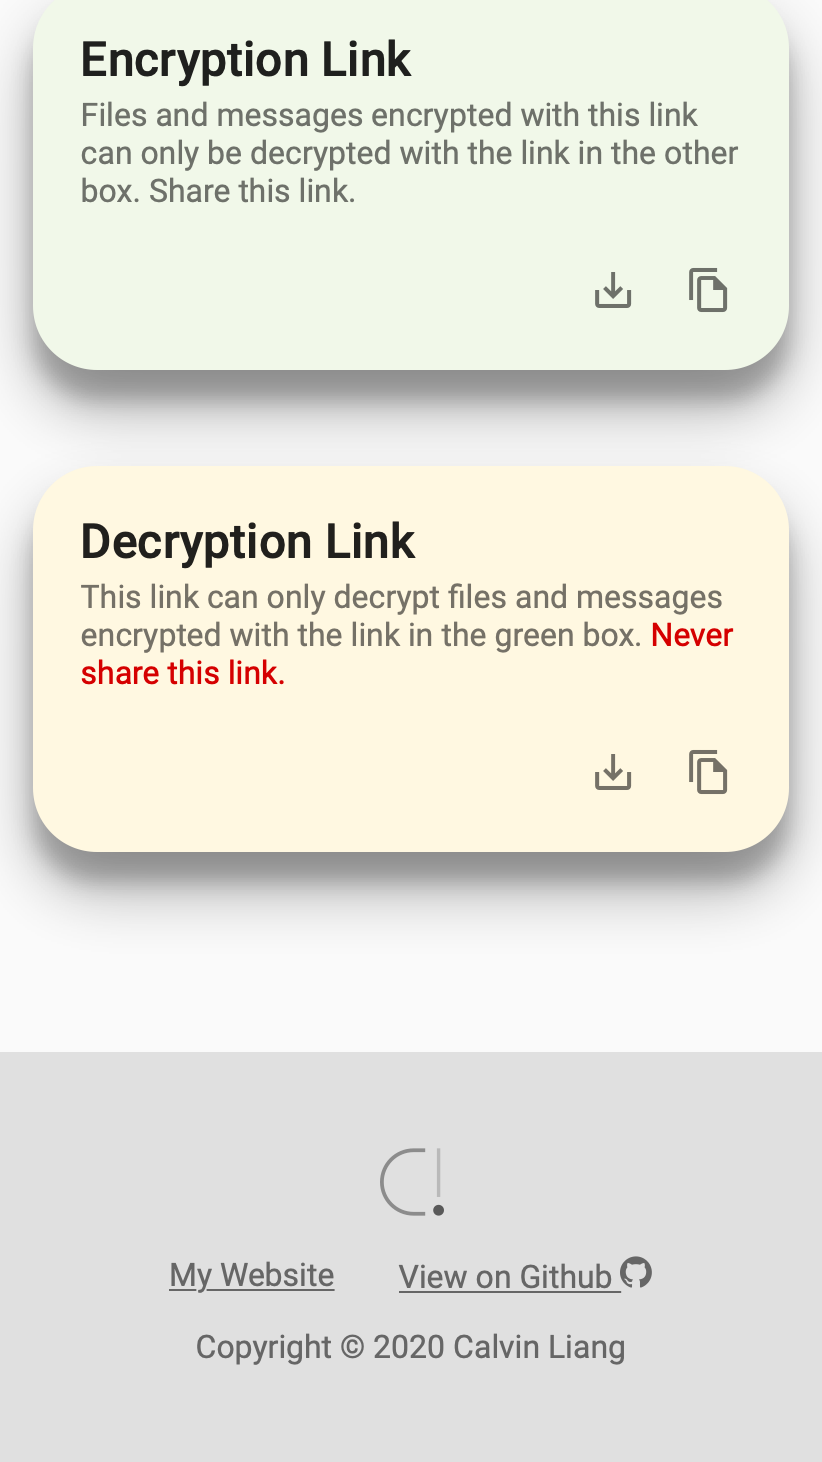 Encryption Link
Files and messages encrypted with this link
can only be decrypted with the link in the other
box. Share this link.
Decryption Link
This link can only decrypt files and messages
encrypted with the link in the green box. Never
share this link.
My Website View on Github
Copyright © 2020 Calvin Liang